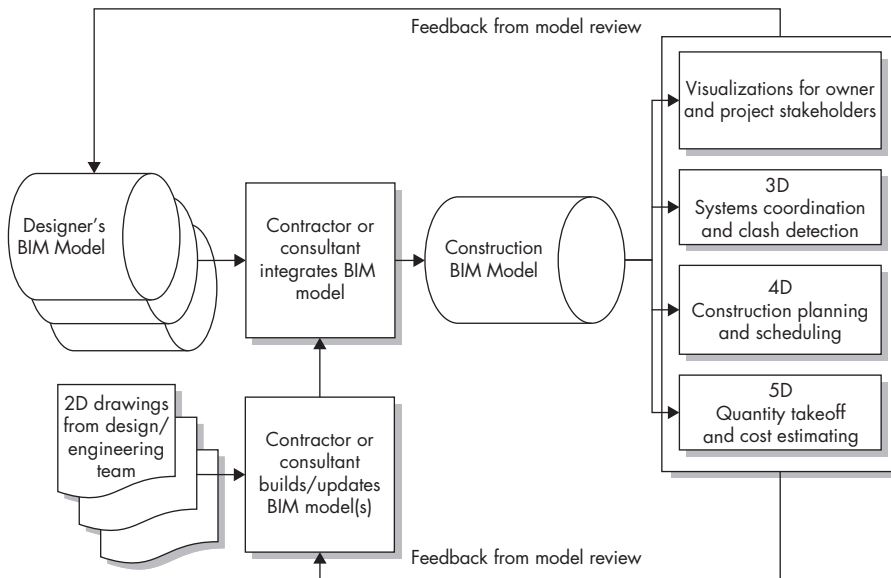 Feedback from model review
Visualizations for owner
and project stakeholders
Designer's
BIM Model
Contractor or
consultant
integrates BIM
model
Construction
BIM Model
3D
Systems coordination
and clash detection
4D
Construction planning
and scheduling
5D
Quantity takeoff
and cost estimating
2D drawings
from design/
engineering
team
Contractor or
consultant
builds/updates
BIM model(s)
Feedback from model review